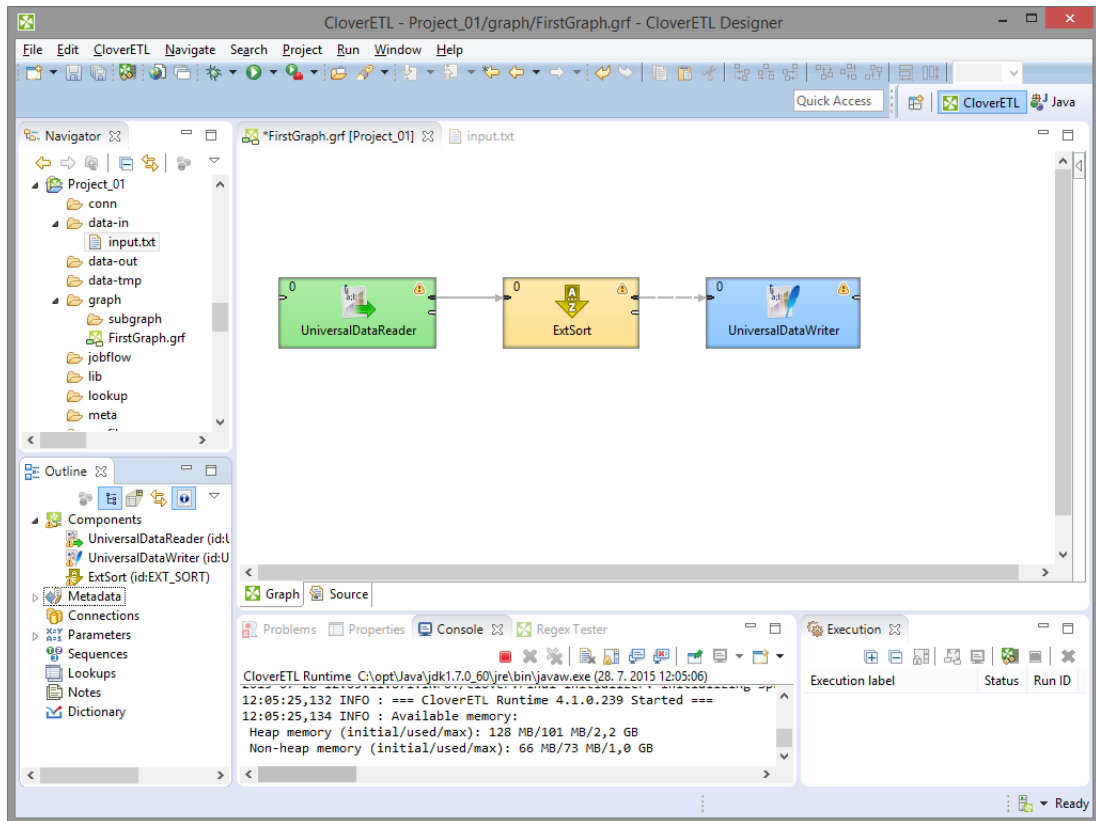 CloverETL - Project_01/graph/FirstGraph.grf - CloverETL Designer
File Edit CloverETL Navigate Search Project Run Window Help
Quick Access CloverETL Java
Navigator
Project_01
conn
data-in
input.txt
data-out
data-tmp
graph
subgraph
FirstGraph.grf
jobflow
lib
lookup
meta
*FirstGraph.grf [Project_01] input.txt
0 0 0
UniversalDataReader ExtSort UniversalDataWriter
Graph Source
Outline
Components
UniversalDataReader (id:U
UniversalDataWriter (id:U
ExtSort (id:EXT_SORT)
Metadata
Connections
Parameters
Sequences
Lookups
Notes
Dictionary
Problems Properties Console Regex Tester
CloverETL Runtime C:\opt\Java\jdk1.7.0_60\jre\bin\javaw.exe (28. 7. 2015 12:05:06)
12:05:25,132 INFO : === CloverETL Runtime 4.1.0.239 Started ===
12:05:25,134 INFO : Available memory:
Heap memory (initial/used/max): 128 MB/101 MB/2,2 GB
Non-heap memory (initial/used/max): 66 MB/73 MB/1,0 GB
Execution
Execution label Status Run ID
Ready